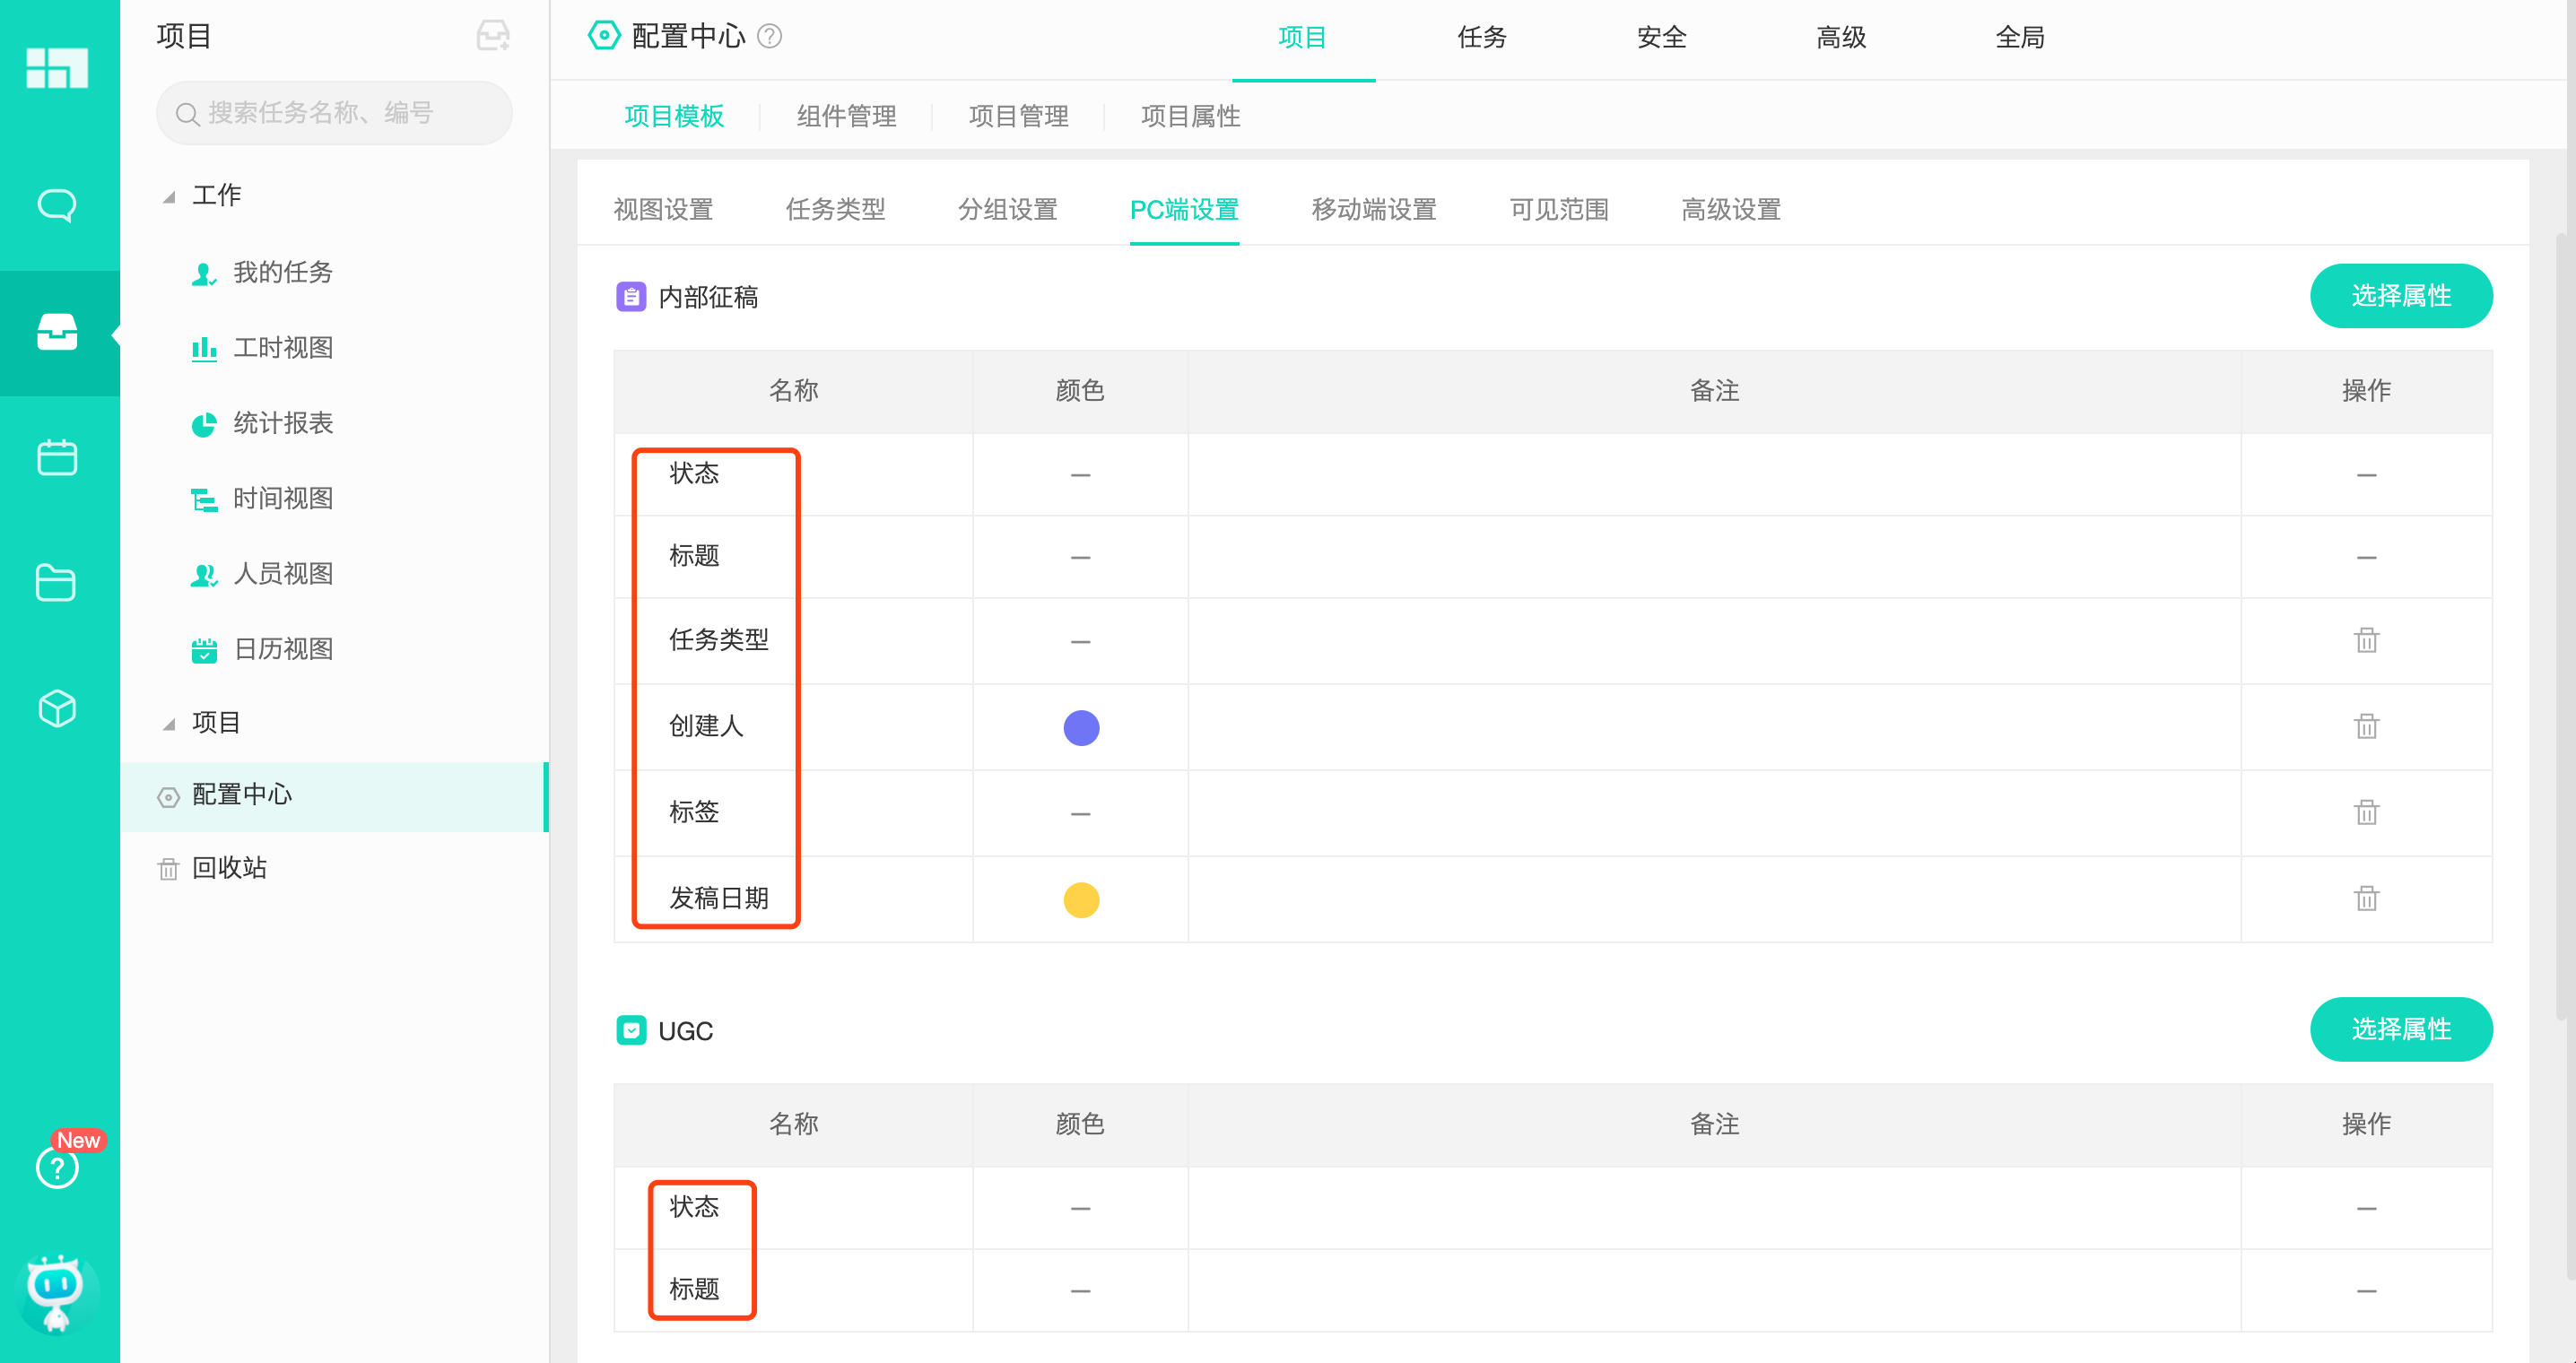 项目
搜索任务名称、编号
工作
我的任务
工时视图
统计报表
时间视图
人员视图
日历视图
项目
配置中心
回收站
New
?
配置中心 ?
项目 任务 安全 高级 全局
项目模板 组件管理 项目管理 项目属性
视图设置 任务类型 分组设置 PC端设置 移动端设置 可见范围 高级设置
内部征稿 选择属性
名称 颜色 备注 操作
状态 — —
标题 — —
任务类型 —
创建人
标签 —
发稿日期
UGC 选择属性
名称 颜色 备注 操作
状态 — —
标题 — —